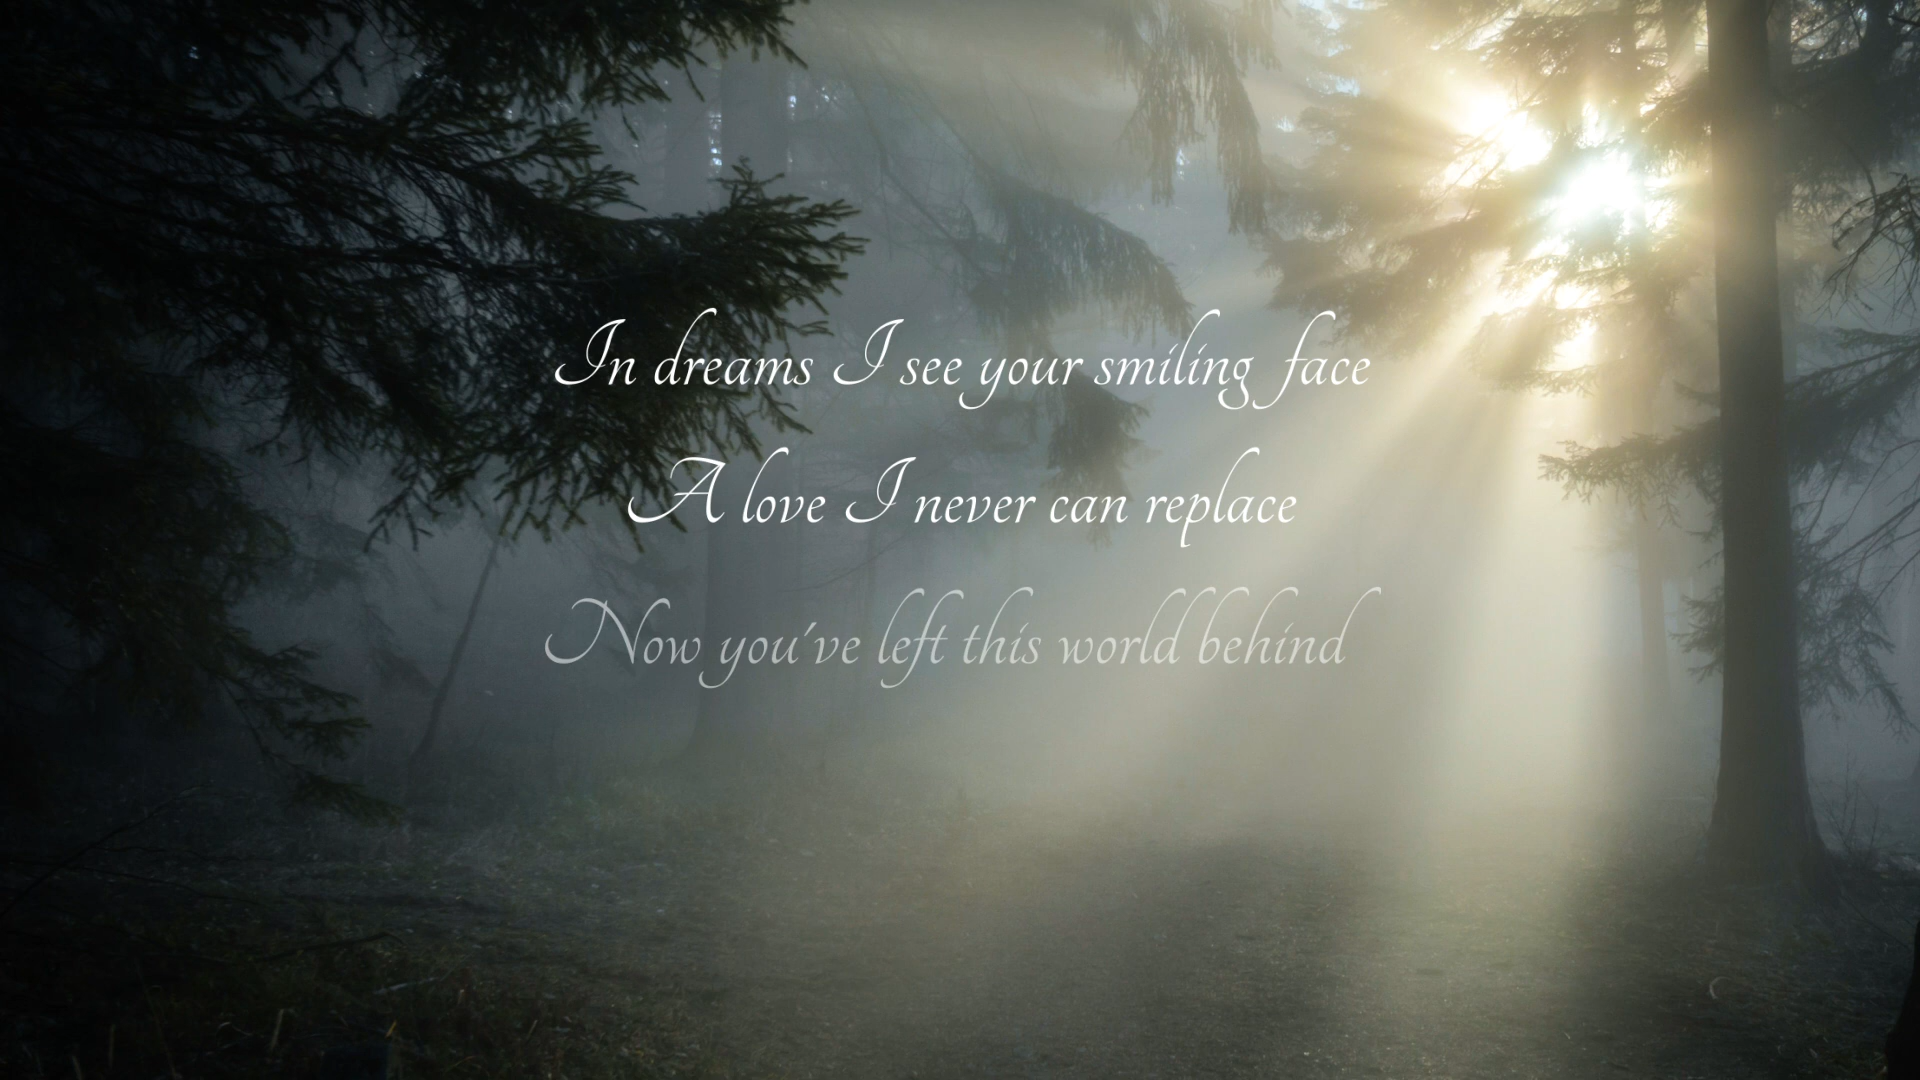 In dreams I see your smiling face
A love I never can replace
Now you've left this world behind